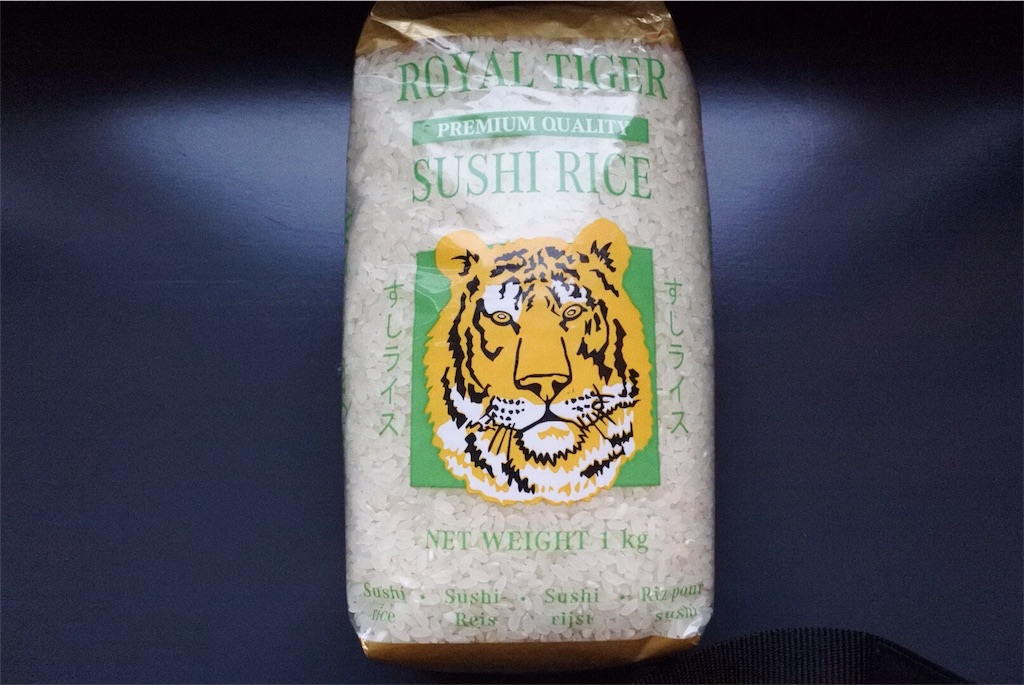 ROYAL TIGER
PREMIUM QUALITY
SUSHI RICE
すしライス
すしライス
NET WEIGHT 1 kg
Sushi rice · Sushi- Reis · Sushi rijst · Riz pour sushi